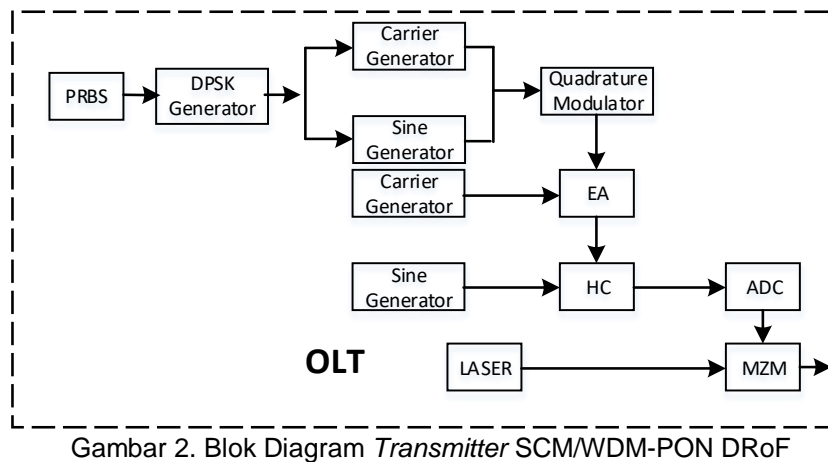 Carrier
Generator
PRBS
DPSK
Generator
Quadrature
Modulator
Sine
Generator
Carrier
Generator
EA
Sine
Generator
HC
ADC
OLT
LASER
MZM
Gambar 2. Blok Diagram Transmitter SCM/WDM-PON DRoF